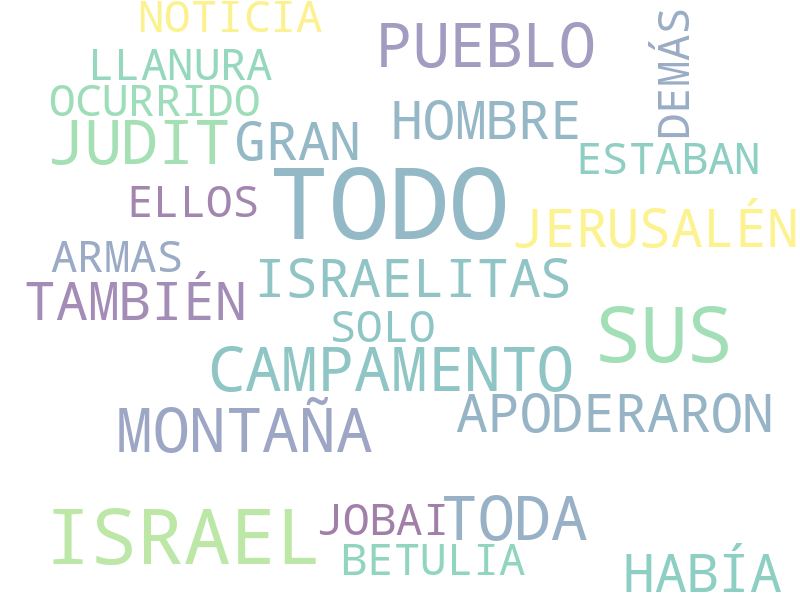 NOTICIA
PUEBLO
DEMÁS
LLANURA
OCURRIDO
HOMBRE
JUDIT
GRAN
ESTABAN
TODO
ELLOS
JERUSALÉN
ARMAS
ISRAELITAS
TAMBIÉN
SOLO
SUS
CAMPAMENTO
APODERARON
MONTAÑA
ISRAEL
JOBAI
TODA
BETULIA
HABÍA